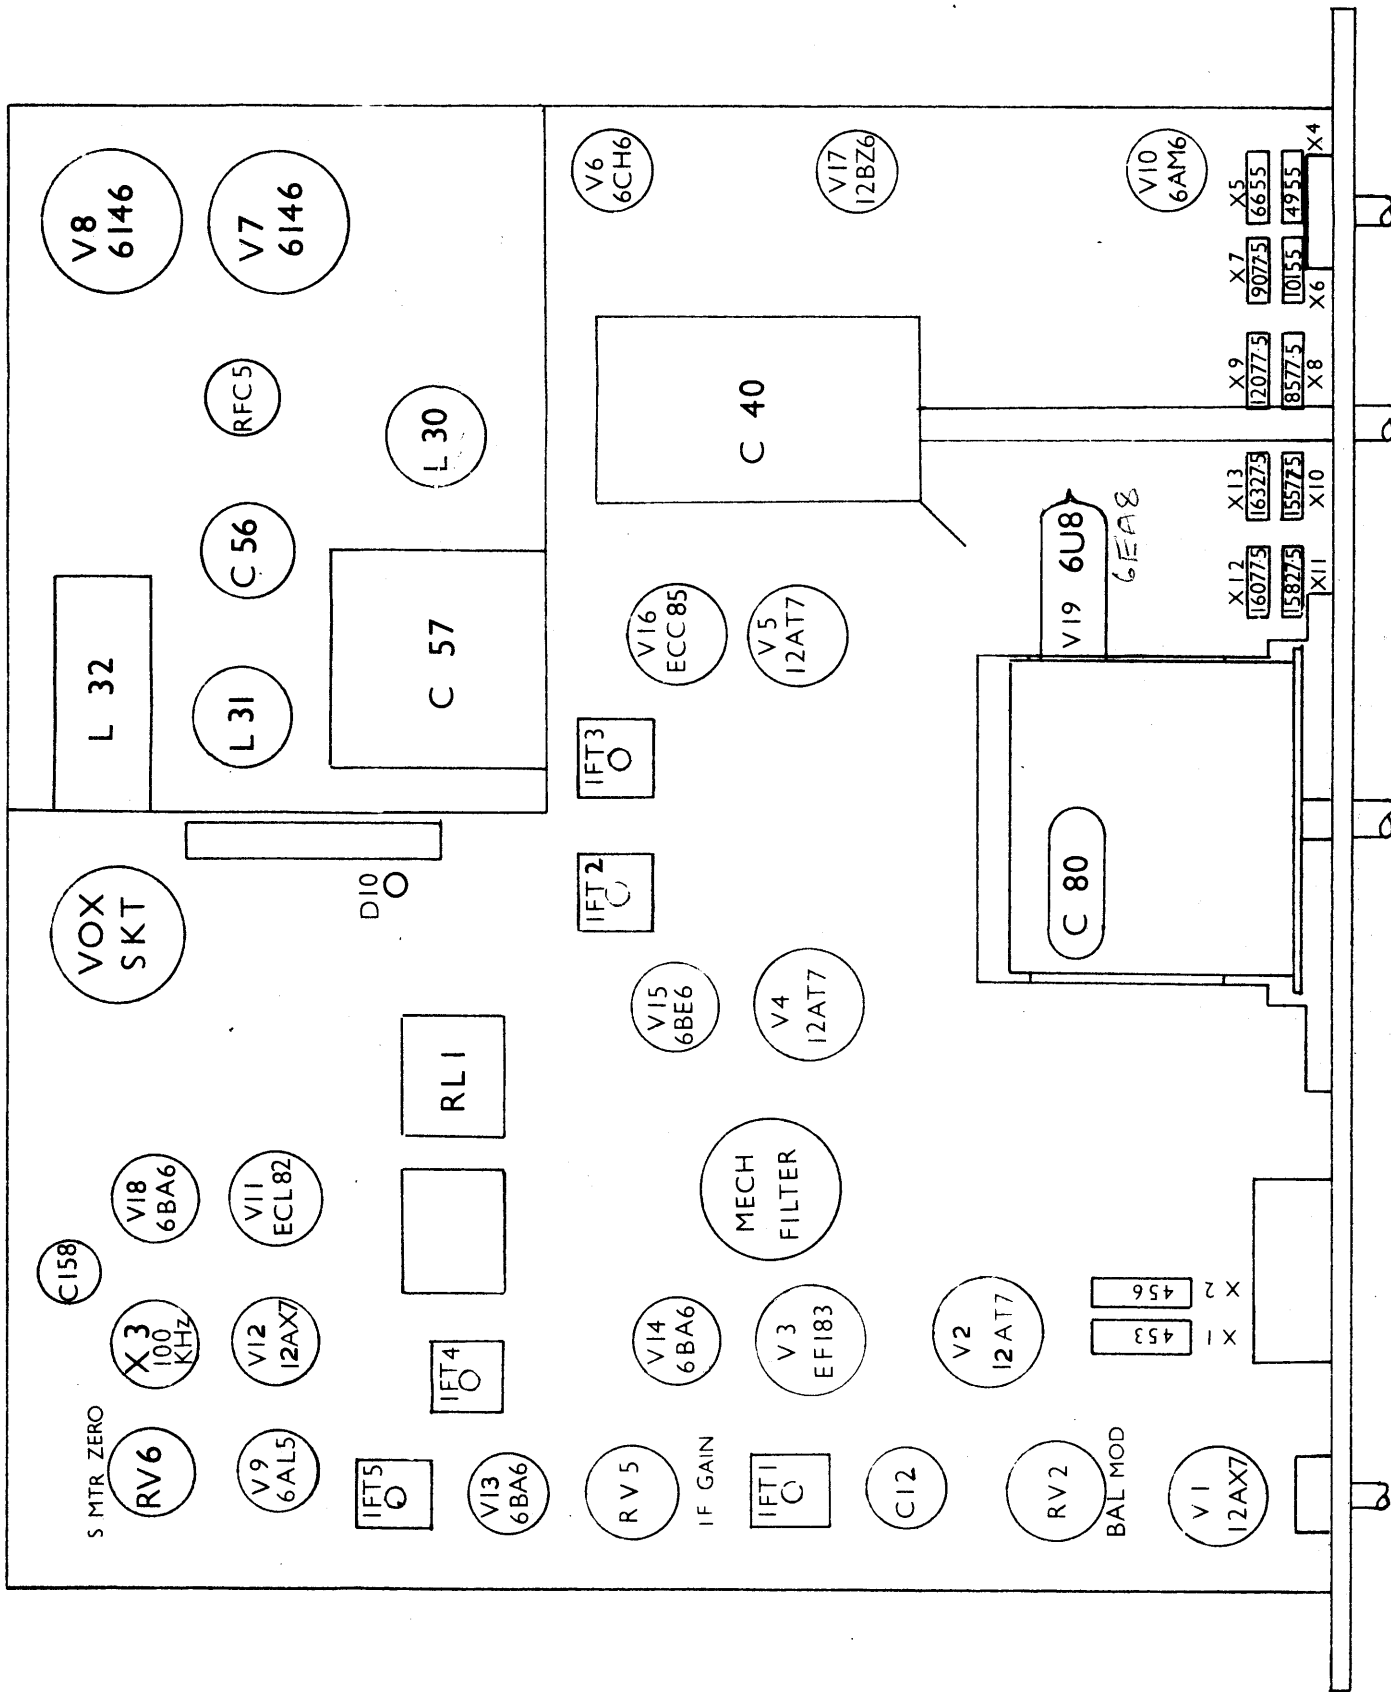 S MTR ZERO
RV6
X 3
100
KHz
C158
V18
6BA6
VOX
SKT
L 32
V8
6146
V9
6AL5
V12
12AX7
V11
ECL82
L 31
C 56
RFC5
V7
6146
IFT5
IFT4
RL 1
D10
C 57
L 30
V13
6BA6
RV5
IF GAIN
V14
6BA6
V15
6BE6
IFT2
IFT3
V16
ECC85
V6
6CH6
IFT1
V3
EF183
MECH
FILTER
V4
12AT7
V5
12AT7
C 40
V17
12BZ6
C12
V2
12AT7
RV2
BAL MOD
453
X 1
456
X 2
C 80
V19 6U8
6EA8
V10
6AM6
V1
12AX7
X12
16077.5
15827.5
X11
X13
16327.5
15577.5
X10
X9
12077.5
8577.5
X8
X7
9077.5
10155
X6
X5
6655
4955
X4